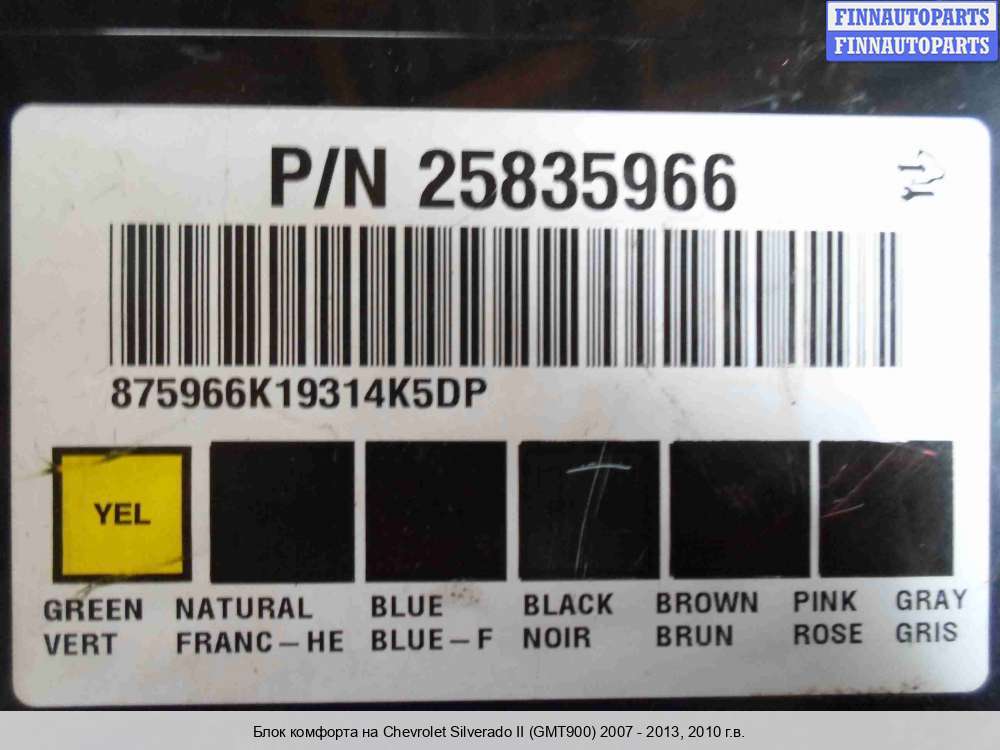 FINNAUTOPARTS
FINNAUTOPARTS
P/N 25835966
875966K19314K5DP
YEL
GREEN NATURAL BLUE BLACK BROWN PINK GRAY
VERT FRANC-HE BLUE-F NOIR BRUN ROSE GRIS
Блок комфорта на Chevrolet Silverado II (GMT900) 2007 - 2013, 2010 г.в.